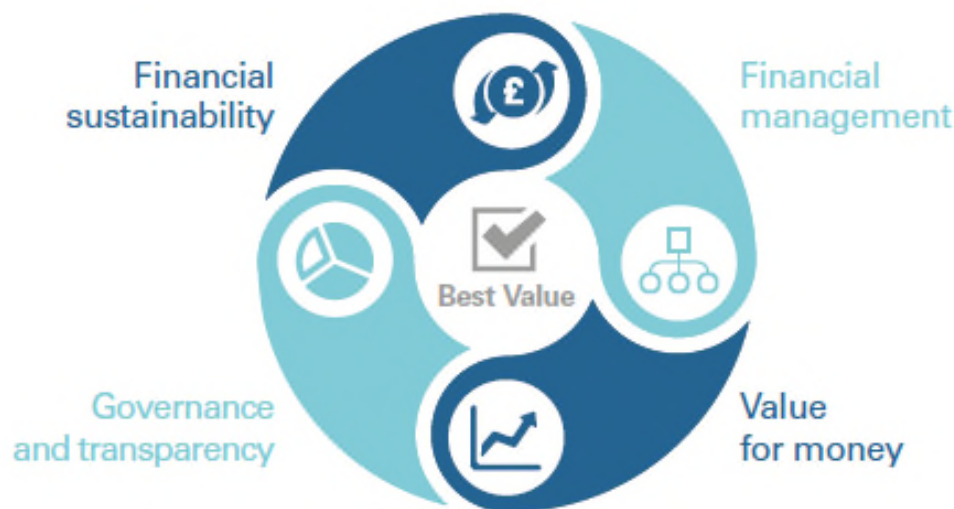 Financial
sustainability
Financial
management
£
Best Value
Governance
and transparency
Value
for money